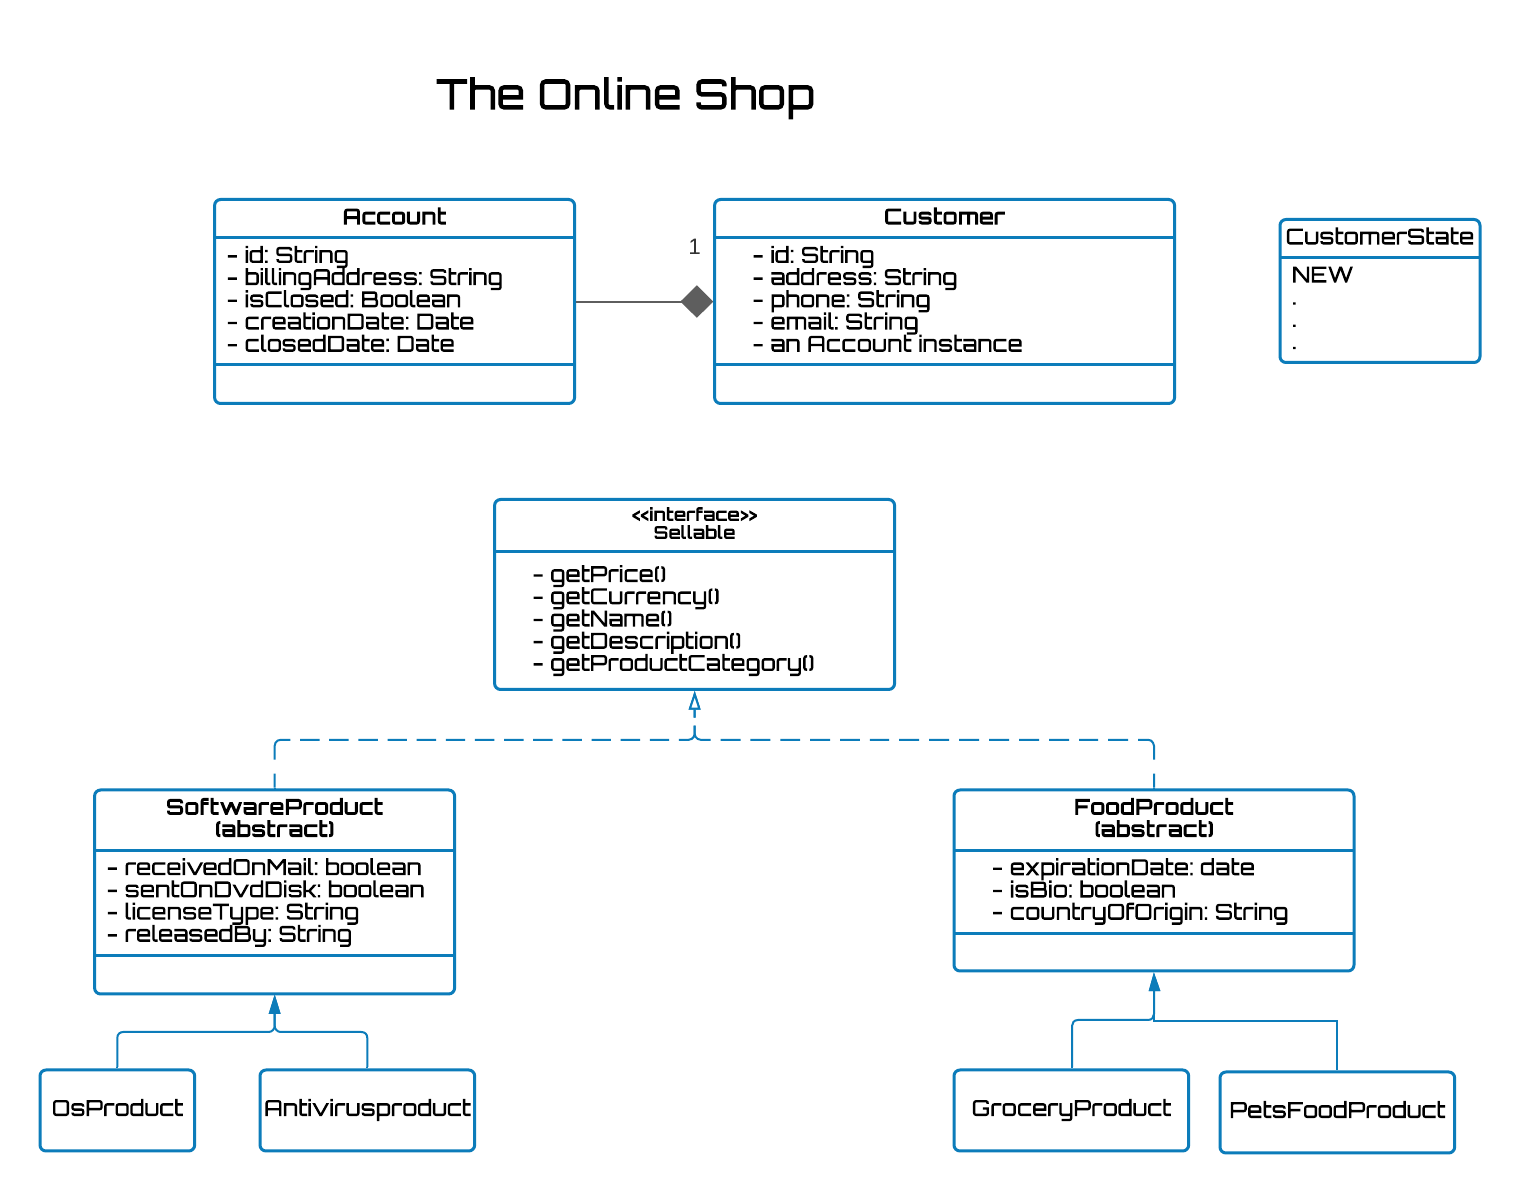 The Online Shop
Account
- id: String
- billingAddress: String
- isClosed: Boolean
- creationDate: Date
- closedDate: Date
1
Customer
- id: String
- address: String
- phone: String
- email: String
- an Account instance
CustomerState
NEW
.
.
.
<<interface>>
Sellable
- getPrice()
- getCurrency()
- getName()
- getDescription()
- getProductCategory()
SoftwareProduct
(abstract)
- receivedOnMail: boolean
- sentOnDvdDisk: boolean
- licenseType: String
- releasedBy: String
FoodProduct
(abstract)
- expirationDate: date
- isBio: boolean
- countryOfOrigin: String
OsProduct
Antivirusproduct
GroceryProduct
PetsFoodProduct